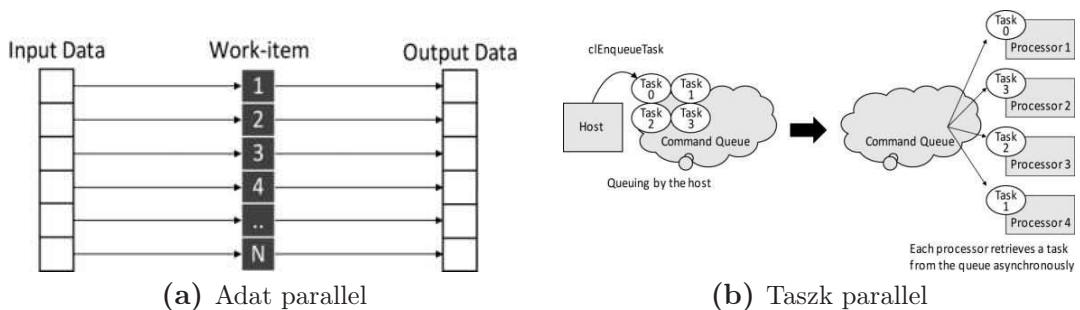 Input Data
Work-item
Output Data
1
2
3
4
..
N
(a) Adat parallel
clEnqueueTask
Host
Task
0
Task
1
Task
2
Task
3
Command Queue
Queuing by the host
Command Queue
Task
0
Processor 1
Task
3
Processor 2
Task
2
Processor 3
Task
1
Processor 4
Each processor retrieves a task
from the queue asynchronously
(b) Taszk parallel